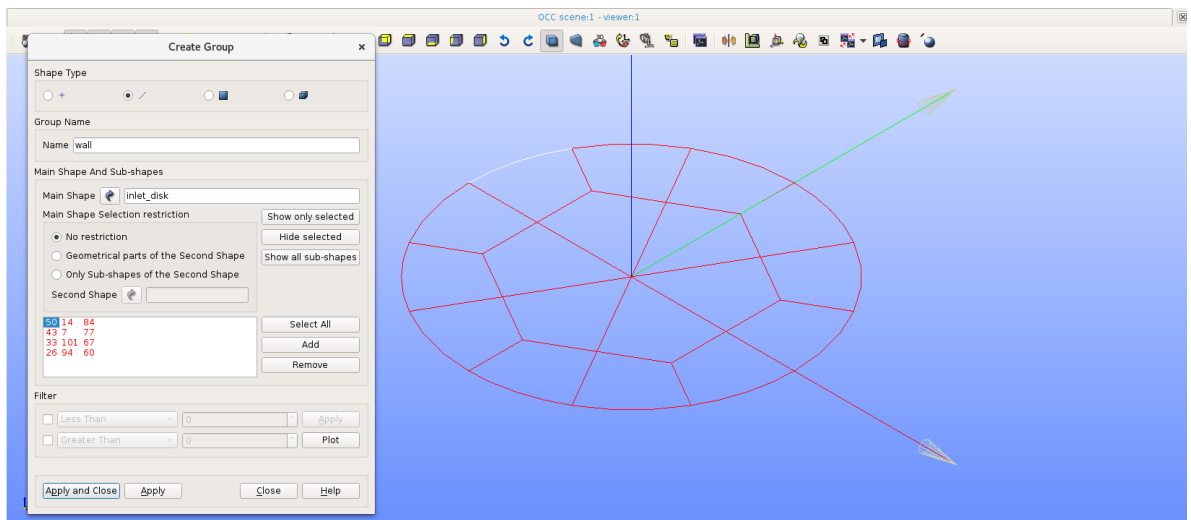 OCC scene:1 - viewer:1
Create Group
Shape Type
Group Name
Name wall
Main Shape And Sub-shapes
Main Shape inlet_disk
Main Shape Selection restriction
Show only selected
No restriction
Hide selected
Geometrical parts of the Second Shape
Show all sub-shapes
Only Sub-shapes of the Second Shape
Second Shape
50 14 84
43 7 77
33 101 67
26 94 60
Select All
Add
Remove
Filter
Less Than 0 Apply
Greater Than 0 Plot
Apply and Close Apply Close Help